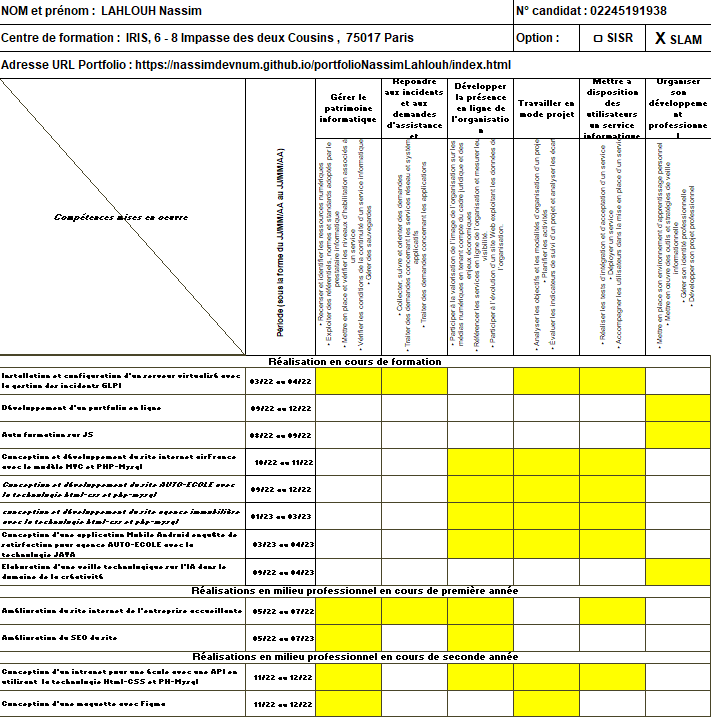 NOM et prénom : LAHLOUH Nassim
N° candidat : 02245191938
Centre de formation : IRIS, 6 - 8 Impasse des deux Cousins , 75017 Paris
Option :
SISR
X SLAM
Adresse URL Portfolio : https://nassimdevnum.github.io/portfolioNassimLahlouh/index.html
Compétences mises en oeuvre
Période (sous la forme du JJ/MM/AA au JJ/MM/AA)
Gérer le
patrimoine
informatique
Répondre
aux incidents
et aux
demandes
d'assistance
et
Développer
la présence
en ligne de
l'organisatio
n
Travailler en
mode projet
Mettre à
disposition
des
utilisateurs
un service
informatique
Organiser
son
développeme
nt
professionne
l
• Recenser et identifier les ressources numériques
• Exploiter des référentiels, normes et standards adoptés par le
prestataire informatique
• Mettre en place et vérifier les niveaux d'habilitation associés à
un service
• Vérifier les conditions de la continuité d'un service informatique
• Gérer des sauvegardes
• Collecter, suivre et orienter des demandes
• Traiter des demandes concernant les services réseau et système,
applicatifs
• Traiter des demandes concernant les applications
• Participer à la valorisation de l'image de l'organisation sur les
médias numériques en tenant compte du cadre juridique et des
enjeux économiques
• Référencer les services en ligne de l'organisation et mesurer leur
visibilité.
• Participer à l'évolution d'un site Web exploitant les données de
l'organisation.
• Analyser les objectifs et les modalités d'organisation d'un projet
• Planifier les activités
• Évaluer les indicateurs de suivi d'un projet et analyser les écarts
• Réaliser les tests d'intégration et d'acceptation d'un service
• Déployer un service
• Accompagner les utilisateurs dans la mise en place d'un service
• Mettre en place son environnement d'apprentissage personnel
• Mettre en œuvre des outils et stratégies de veille
informationnelle
• Gérer son identité professionnelle
• Développer son projet professionnel
Réalisation en cours de formation
Installation et configuration d'un serveur virtualisé avec
la gestion des incidents GLPI
03/22 au 04/22
Développement d'un portfolio en ligne
09/22 au 12/22
Auto formation sur JS
08/22 au 09/22
Conception et développement du site internet airFrance
avec le modèle MVC et PHP-Mysql
10/22 au 11/22
Conception et développement du site AUTO-ECOLE avec
la technologie html-css et php-mysql
09/22 au 12/22
conception et développement du site agence immobilière
avec la technologie html-css et php-mysql
01/23 au 03/23
Conception d'une application Mobile Android enquête de
satisfaction pour agence AUTO-ECOLE avec la
technologie JAVA
03/23 au 04/23
Elaboration d'une veille technologique sur l'IA dans le
domaine de la créativité
09/22 au 04/23
Réalisations en milieu professionnel en cours de première année
Amélioration du site internet de l'entreprise accueillante
05/22 au 07/22
Amélioration du SEO du site
05/22 au 07/23
Réalisations en milieu professionnel en cours de seconde année
Conception d'un intranet pour une école avec une API en
utilirent la technologie Html-CSS et PH-Mysql
11/22 au 12/22
Conception d'une maquette avec Figma
11/22 au 12/22